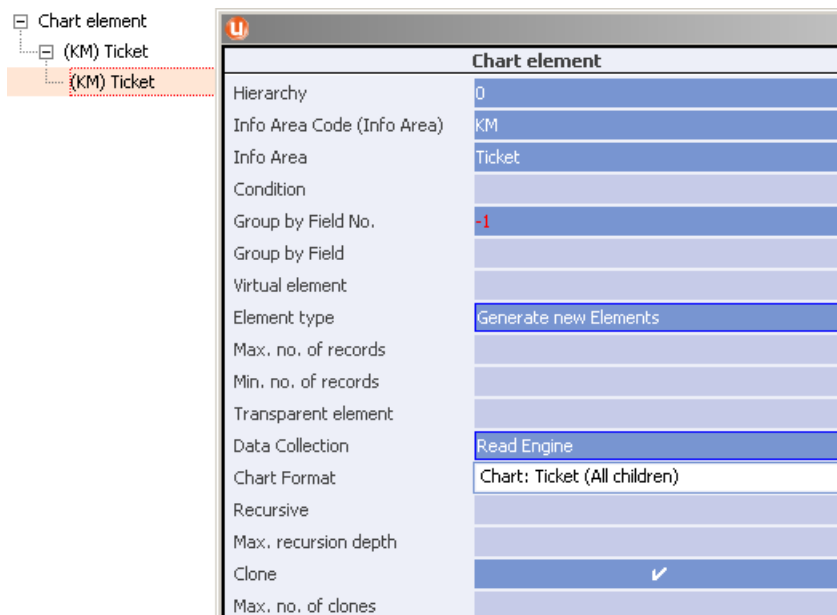 Chart element
(KM) Ticket
(KM) Ticket
u
Chart element
Hierarchy 0
Info Area Code (Info Area) KM
Info Area Ticket
Condition
Group by Field No. -1
Group by Field
Virtual element
Element type Generate new Elements
Max. no. of records
Min. no. of records
Transparent element
Data Collection Read Engine
Chart Format Chart: Ticket (All children)
Recursive
Max. recursion depth
Clone
Max. no. of clones